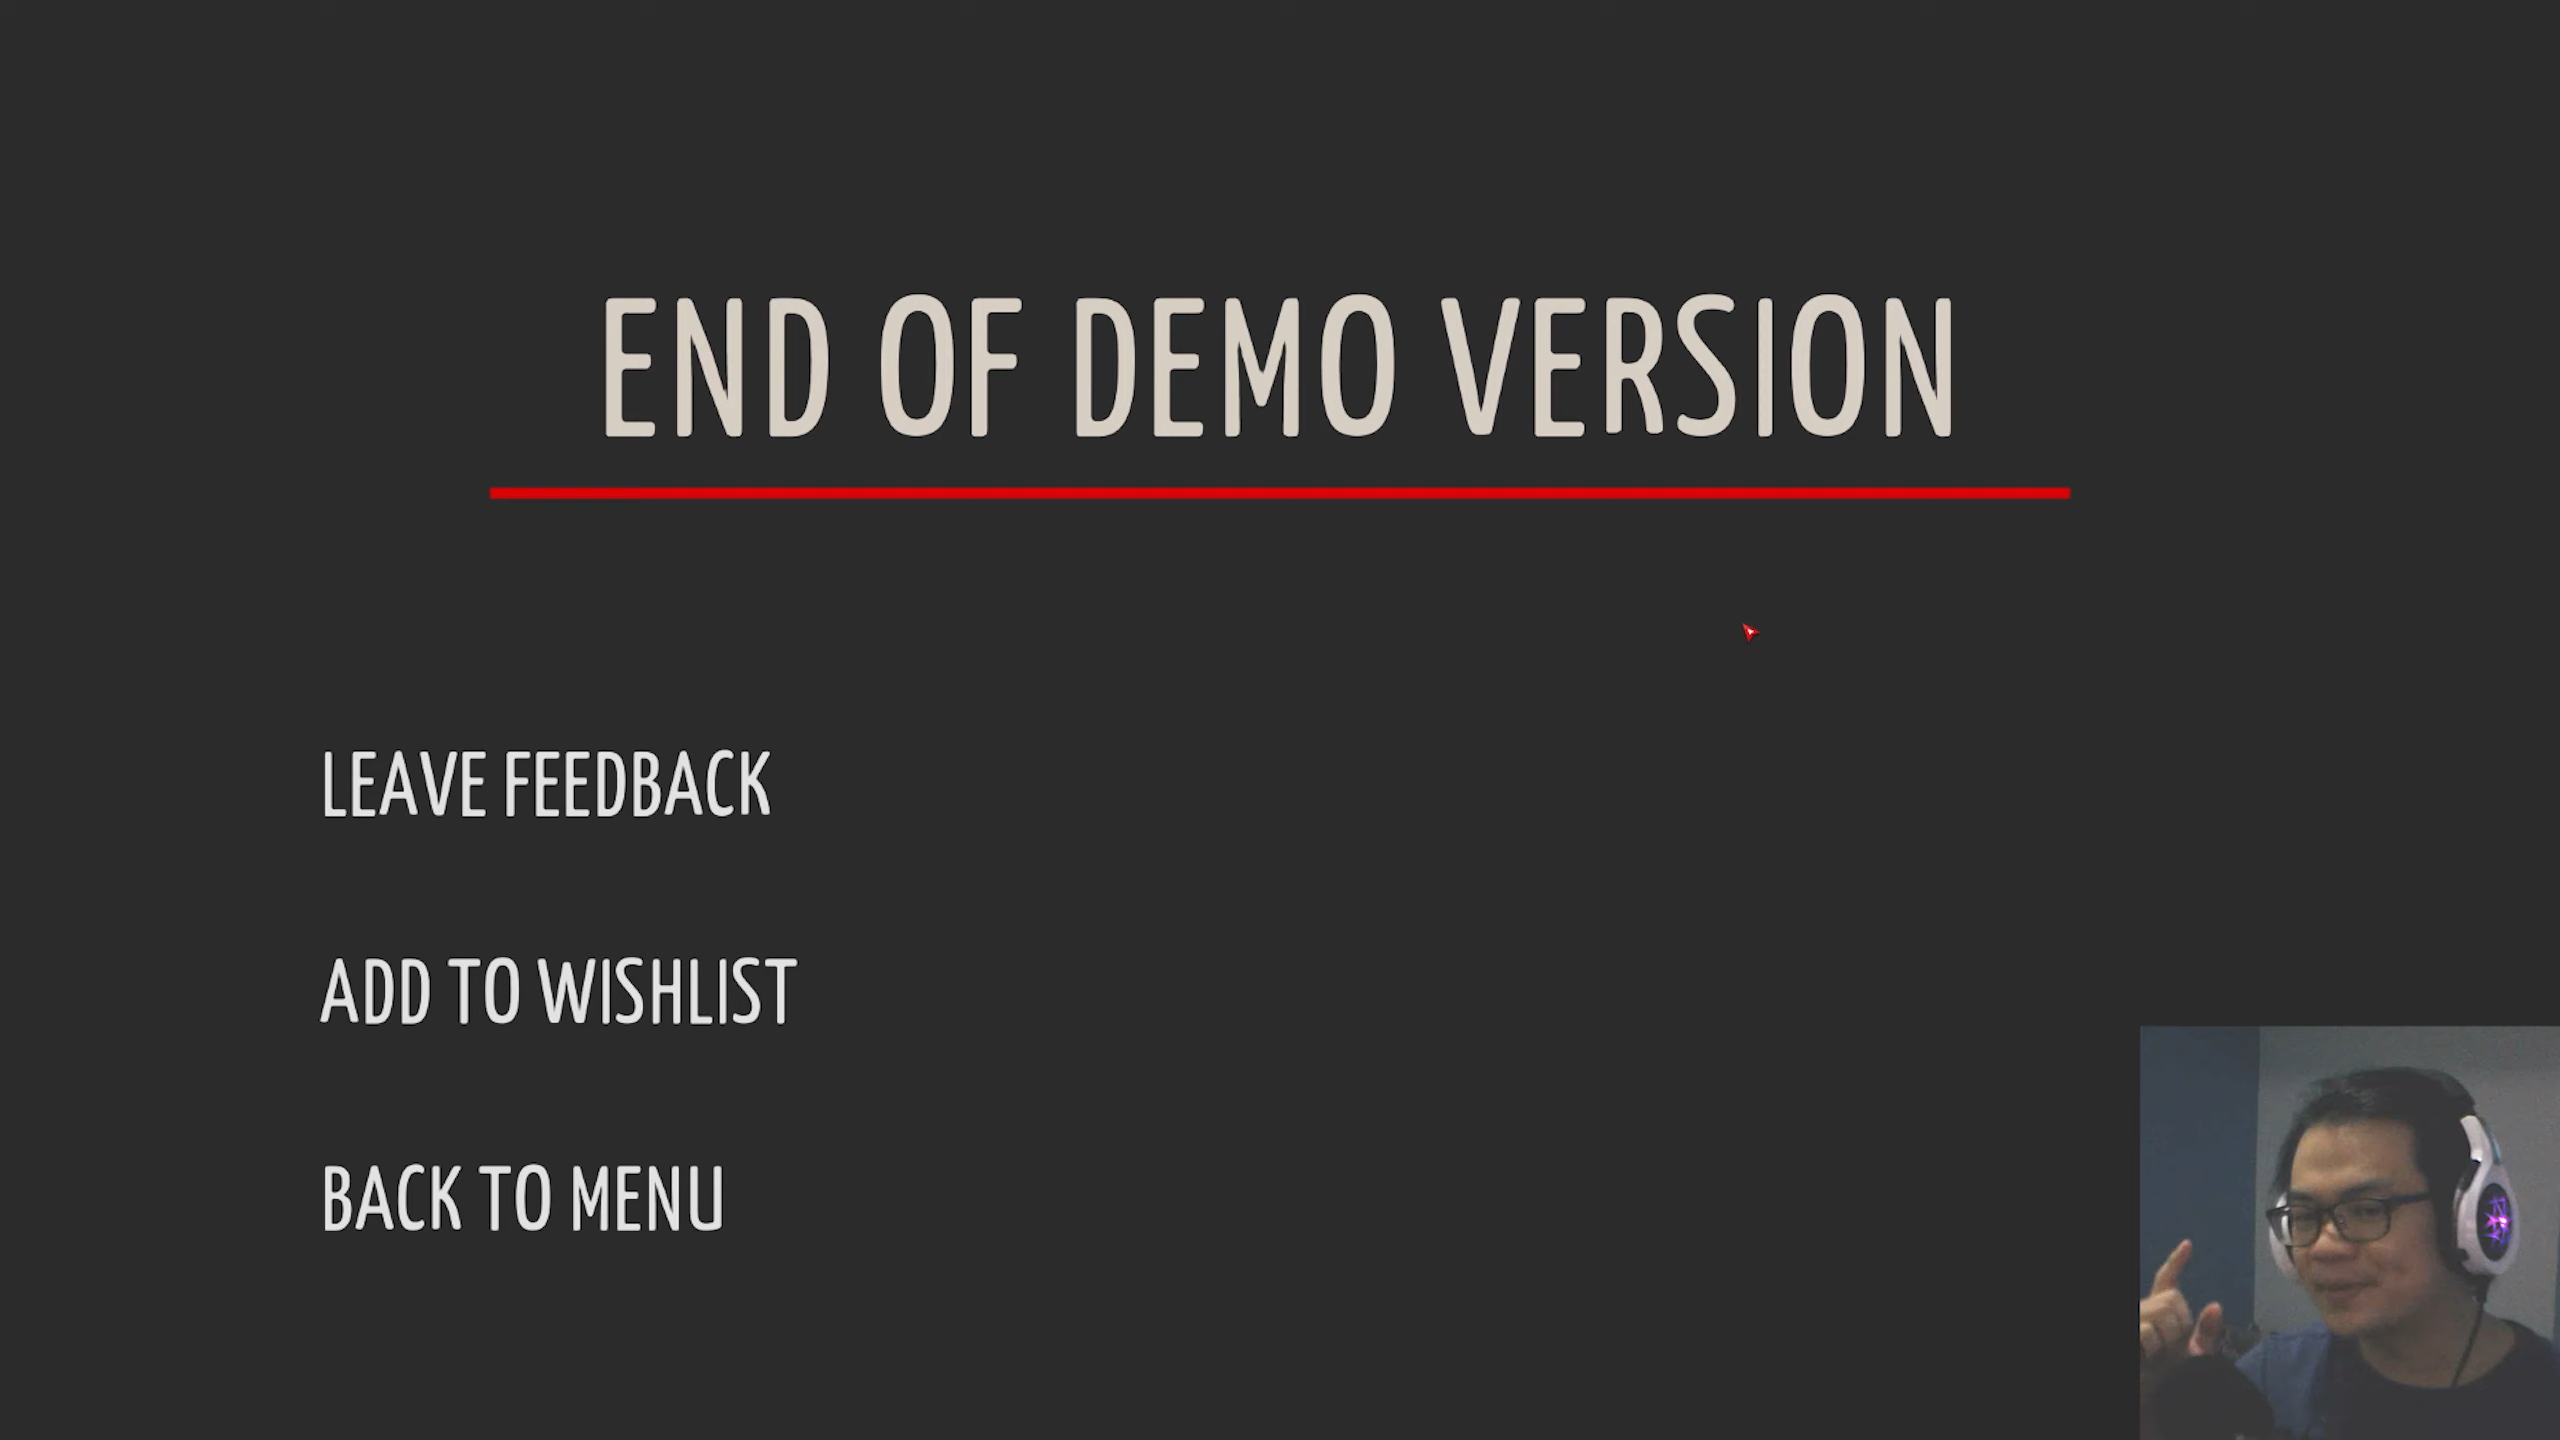 END OF DEMO VERSION
LEAVE FEEDBACK
ADD TO WISHLIST
BACK TO MENU